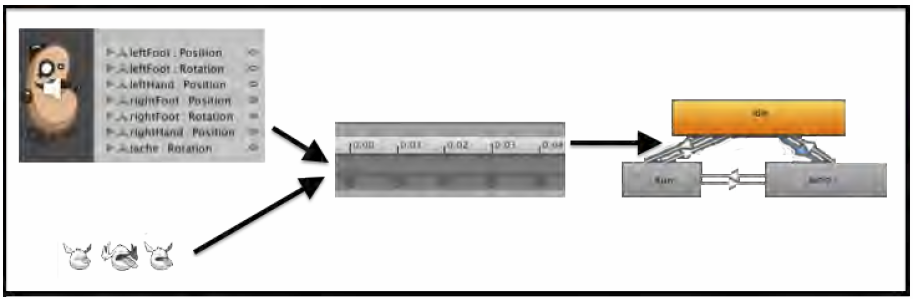 leftFoot : Position
leftFoot : Rotation
leftHand : Position
rightFoot : Position
rightFoot : Rotation
rightHand : Position
tache : Rotation
0:00 0:01 0:02 0:03 0:04
Idle
Run